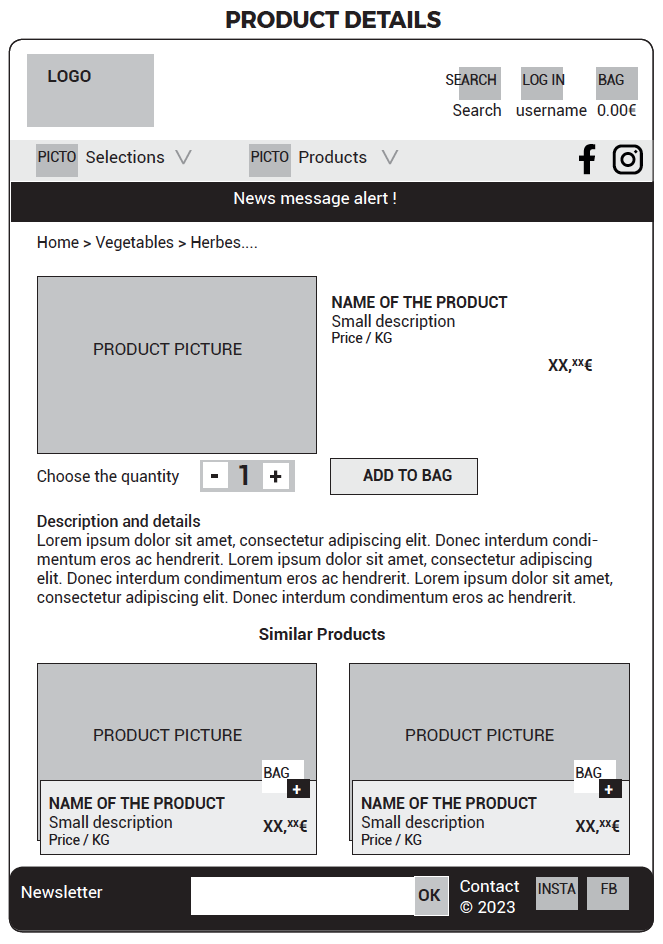 PRODUCT DETAILS
LOGO
SEARCH LOG IN BAG
Search username 0.00€
PICTO Selections PICTO Products
News message alert !
Home > Vegetables > Herbes....
PRODUCT PICTURE
NAME OF THE PRODUCT
Small description
Price / KG
XX,xx€
Choose the quantity - 1 + ADD TO BAG
Description and details
Lorem ipsum dolor sit amet, consectetur adipiscing elit. Donec interdum condi-
mentum eros ac hendrerit. Lorem ipsum dolor sit amet, consectetur adipiscing
elit. Donec interdum condimentum eros ac hendrerit. Lorem ipsum dolor sit amet,
consectetur adipiscing elit. Donec interdum condimentum eros ac hendrerit.
Similar Products
PRODUCT PICTURE
BAG
+
NAME OF THE PRODUCT
Small description
XX,xx€
Price / KG
PRODUCT PICTURE
BAG
+
NAME OF THE PRODUCT
Small description
XX,xx€
Price / KG
Newsletter OK Contact INSTA FB
© 2023